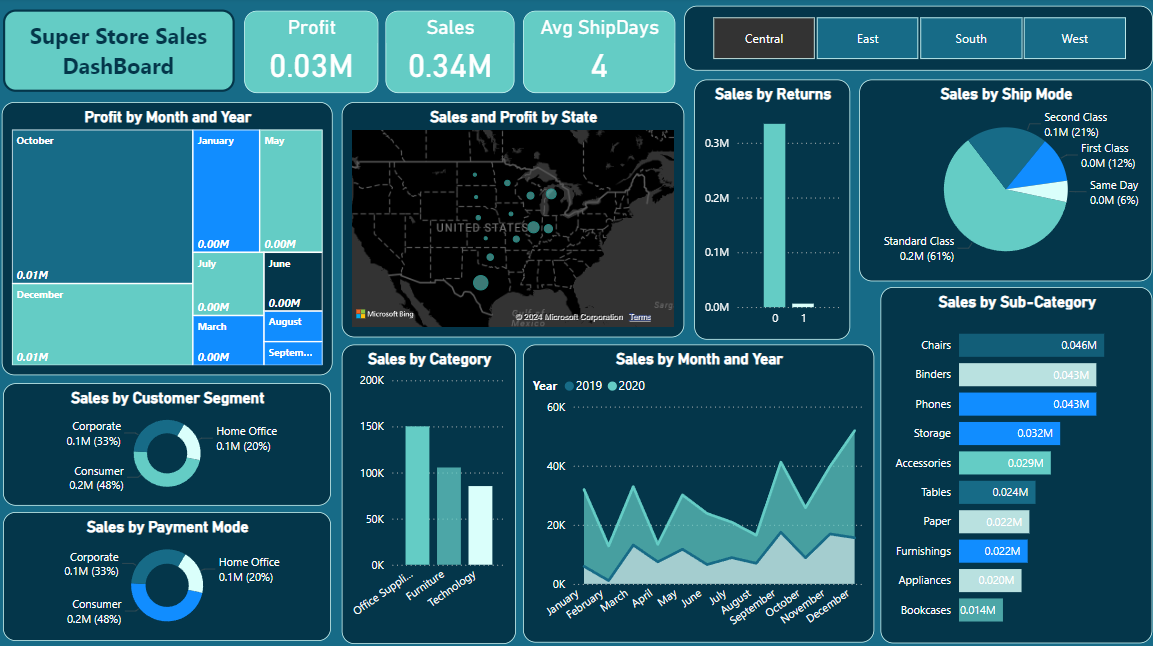 Super Store Sales
DashBoard
Profit
0.03M
Sales
0.34M
Avg ShipDays
4
Central
East
South
West
Profit by Month and Year
October
0.01M
December
0.01M
January
0.00M
May
0.00M
July
0.00M
June
0.00M
March
0.00M
August
Septem...
Sales and Profit by State
UNITED STATES
Gulf of
Mexico
Sarg
Microsoft Bing
© 2024 Microsoft Corporation Terms
Sales by Returns
0.3M
0.2M
0.1M
0.0M
0
1
Sales by Ship Mode
Second Class
0.1M (21%)
First Class
0.0M (12%)
Same Day
0.0M (6%)
Standard Class
0.2M (61%)
Sales by Customer Segment
Corporate
0.1M (33%)
Home Office
0.1M (20%)
Consumer
0.2M (48%)
Sales by Payment Mode
Corporate
0.1M (33%)
Home Office
0.1M (20%)
Consumer
0.2M (48%)
Sales by Category
200K
150K
100K
50K
0K
Office Suppli...
Furniture
Technology
Sales by Month and Year
Year 2019 2020
60K
40K
20K
0K
January
February
March
April
May
June
July
August
September
October
November
December
Sales by Sub-Category
Chairs 0.046M
Binders 0.043M
Phones 0.043M
Storage 0.032M
Accessories 0.029M
Tables 0.024M
Paper 0.022M
Furnishings 0.022M
Appliances 0.020M
Bookcases 0.014M